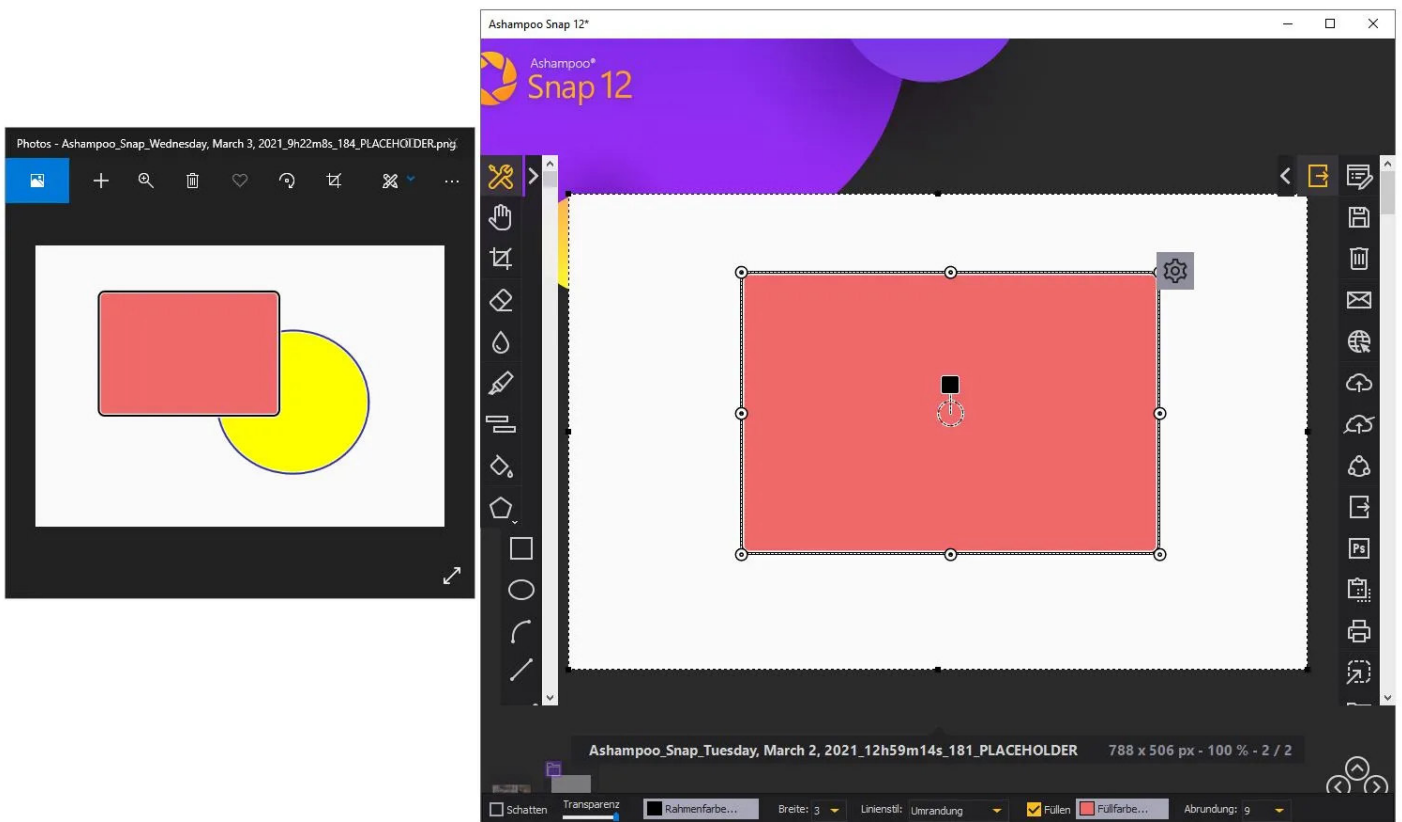 Ashampoo Snap 12*
Ashampoo®
Snap 12
Photos - Ashampoo_Snap_Wednesday, March 3, 2021_9h22m8s_184_PLACEHOLDER.png
Ps
Ashampoo_Snap_Tuesday, March 2, 2021_12h59m14s_181_PLACEHOLDER 788 x 506 px - 100 % - 2 / 2
Schatten Transparenz Rahmenfarbe... Breite: 3 Linienstil: Umrandung Füllen Füllfarbe... Abrundung: 9